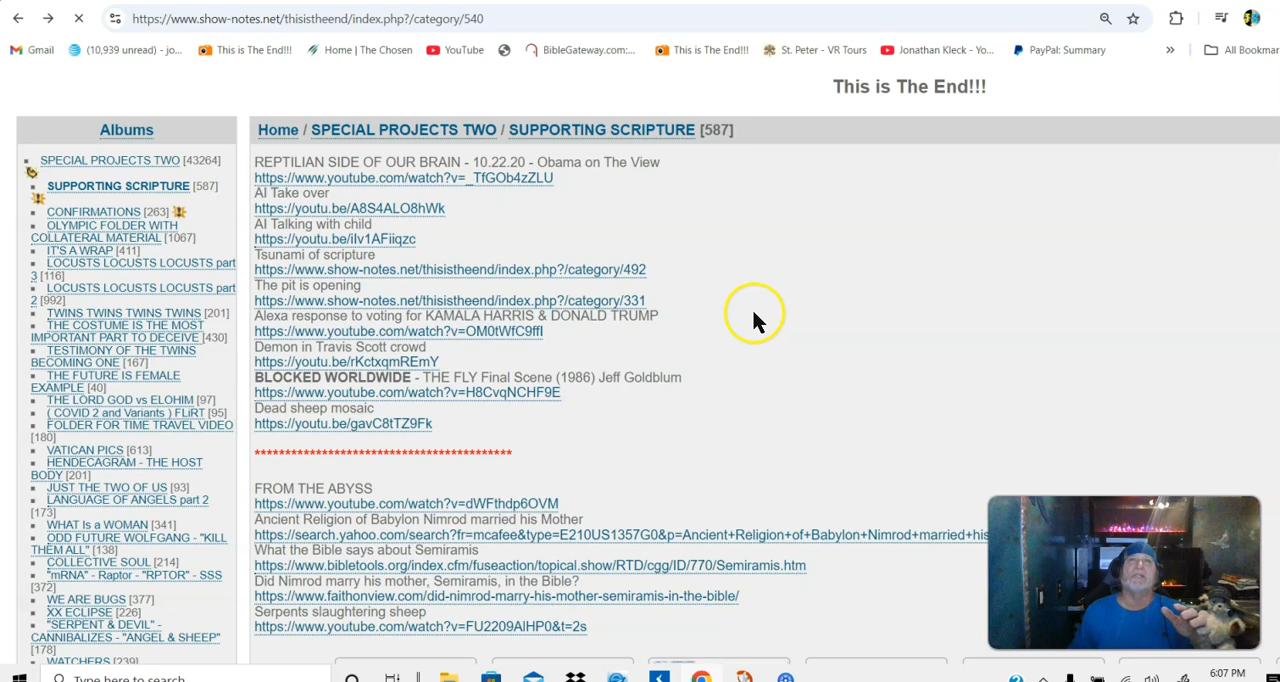 https://www.show-notes.net/thisistheend/index.php?/category/540
Gmail
(10,939 unread) - jo...
This is The End!!!
Home | The Chosen
YouTube
BibleGateway.com:...
This is The End!!!
St. Peter - VR Tours
Jonathan Kleck - Yo...
PayPal: Summary
»
All Bookmar
This is The End!!!
Albums
SPECIAL PROJECTS TWO [43264]
SUPPORTING SCRIPTURE [587]
CONFIRMATIONS [263]
OLYMPIC FOLDER WITH
COLLATERAL MATERIAL [1067]
IT'S A WRAP [411]
LOCUSTS LOCUSTS LOCUSTS part
3 [116]
LOCUSTS LOCUSTS LOCUSTS part
2 [992]
TWINS TWINS TWINS TWINS [201]
THE COSTUME IS THE MOST
IMPORTANT PART TO DECEIVE [430]
TESTIMONY OF THE TWINS
BECOMING ONE [167]
THE FUTURE IS FEMALE
EXAMPLE [40]
THE LORD GOD vs ELOHIM [97]
( COVID 2 and Variants ) FLiRT [95]
FOLDER FOR TIME TRAVEL VIDEO
[180]
VATICAN PICS [613]
HENDECAGRAM - THE HOST
BODY [201]
JUST THE TWO OF US [93]
LANGUAGE OF ANGELS part 2
[173]
WHAT Is a WOMAN [341]
ODD FUTURE WOLFGANG - "KILL
THEM ALL" [138]
COLLECTIVE SOUL [214]
"mRNA" - Raptor - "RPTOR" - SSS
[372]
WE ARE BUGS [377]
XX ECLIPSE [226]
"SERPENT & DEVIL" -
CANNIBALIZES - "ANGEL & SHEEP"
[178]
WATCHERS [239]
Home / SPECIAL PROJECTS TWO / SUPPORTING SCRIPTURE [587]
REPTILIAN SIDE OF OUR BRAIN - 10.22.20 - Obama on The View
https://www.youtube.com/watch?v=_TfGOb4zZLU
AI Take over
https://youtu.be/A8S4ALO8hWk
AI Talking with child
https://youtu.be/iIv1AFiiqzc
Tsunami of scripture
https://www.show-notes.net/thisistheend/index.php?/category/492
The pit is opening
https://www.show-notes.net/thisistheend/index.php?/category/331
Alexa response to voting for KAMALA HARRIS & DONALD TRUMP
https://www.youtube.com/watch?v=OM0tWfC9ffI
Demon in Travis Scott crowd
https://youtu.be/rKctxqmREmY
BLOCKED WORLDWIDE - THE FLY Final Scene (1986) Jeff Goldblum
https://www.youtube.com/watch?v=H8CvqNCHF9E
Dead sheep mosaic
https://youtu.be/gavC8tTZ9Fk
******************************************
FROM THE ABYSS
https://www.youtube.com/watch?v=dWFthdp6OVM
Ancient Religion of Babylon Nimrod married his Mother
https://search.yahoo.com/search?fr=mcafee&type=E210US1357G0&p=Ancient+Religion+of+Babylon+Nimrod+married+his
What the Bible says about Semiramis
https://www.bibletools.org/index.cfm/fuseaction/topical.show/RTD/cgg/ID/770/Semiramis.htm
Did Nimrod marry his mother, Semiramis, in the Bible?
https://www.faithonview.com/did-nimrod-marry-his-mother-semiramis-in-the-bible/
Serpents slaughtering sheep
https://www.youtube.com/watch?v=FU2209AlHP0&t=2s
Type here to search
6:07 PM